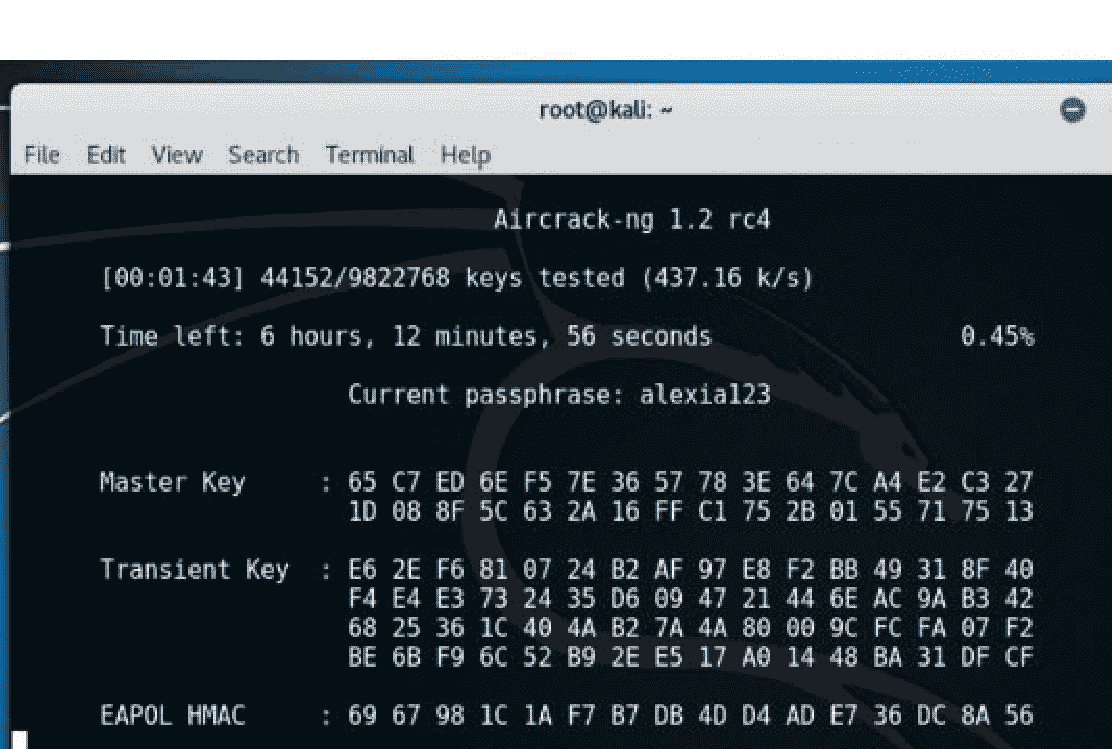 root@kali: ~
File Edit View Search Terminal Help
Aircrack-ng 1.2 rc4
[00:01:43] 44152/9822768 keys tested (437.16 k/s)
Time left: 6 hours, 12 minutes, 56 seconds 0.45%
Current passphrase: alexia123
Master Key : 65 C7 ED 6E F5 7E 36 57 78 3E 64 7C A4 E2 C3 27
1D 08 8F 5C 63 2A 16 FF C1 75 2B 01 55 71 75 13
Transient Key : E6 2E F6 81 07 24 B2 AF 97 E8 F2 BB 49 31 8F 40
F4 E4 E3 73 24 35 D6 09 47 21 44 6E AC 9A B3 42
68 25 36 1C 40 4A B2 7A 4A 80 00 9C FC FA 07 F2
BE 6B F9 6C 52 B9 2E E5 17 A0 14 48 BA 31 DF CF
EAPOL HMAC : 69 67 98 1C 1A F7 B7 DB 4D D4 AD E7 36 DC 8A 56